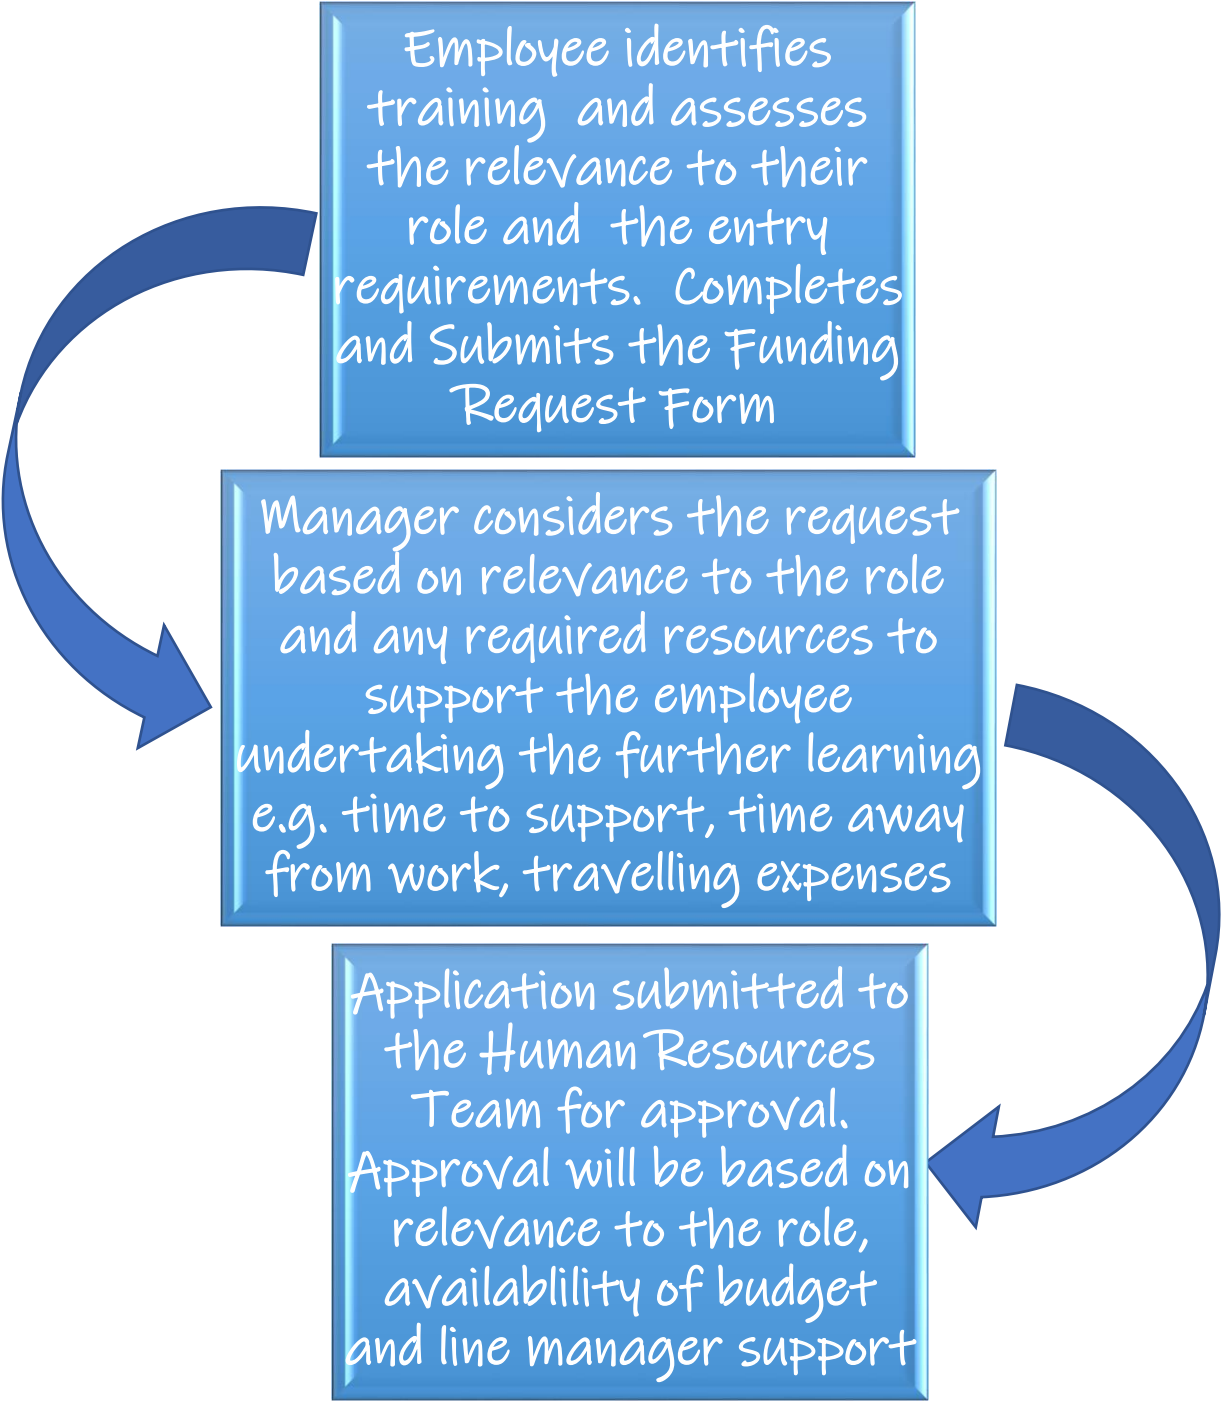 Employee identifies
training and assesses
the relevance to their
role and the entry
requirements. Completes
and Submits the Funding
Request Form
Manager considers the request
based on relevance to the role
and any required resources to
support the employee
undertaking the further learning
e.g. time to support, time away
from work, travelling expenses
Application submitted to
the Human Resources
Team for approval.
Approval will be based on
relevance to the role,
availablility of budget
and line manager support